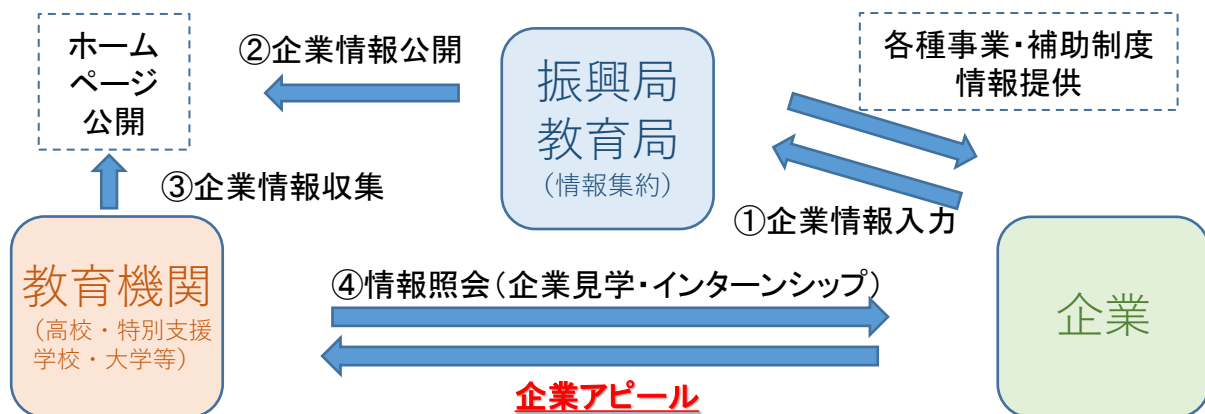 ホーム
ページ
公開
②企業情報公開
振興局
教育局
（情報集約）
各種事業・補助制度
情報提供
③企業情報収集
①企業情報入力
教育機関
（高校・特別支援
学校・大学等）
④情報照会（企業見学・インターンシップ）
企業
企業アピール